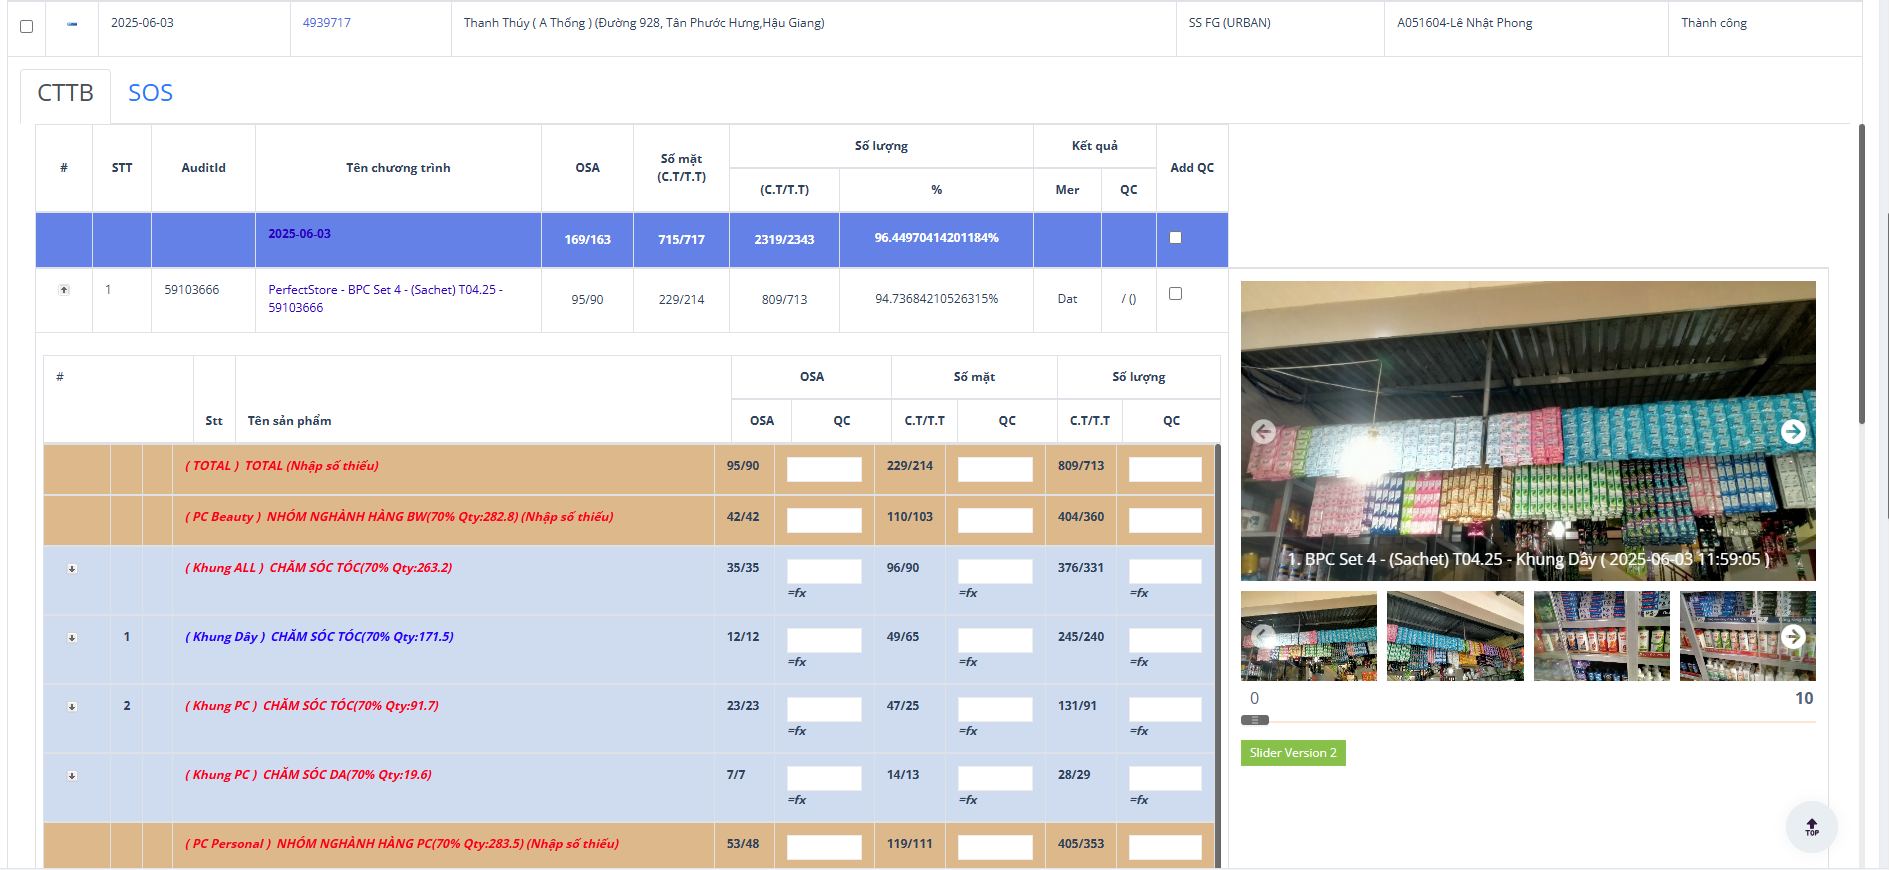 2025-06-03 4939717 Thanh Thúy ( A Thống ) (Đường 928, Tân Phước Hưng,Hậu Giang) SS FG (URBAN) A051604-Lê Nhật Phong Thành công
CTTB SOS
# STT AuditId Tên chương trình OSA Số mặt (C.T/T.T) Số lượng Kết quả Add QC
(C.T/T.T) % Mer QC
2025-06-03 169/163 715/717 2319/2343 96.44970414201184%
1 59103666 PerfectStore - BPC Set 4 - (Sachet) T04.25 - 95/90 229/214 809/713 94.73684210526315% Dat / ()
59103666
# Stt Tên sản phẩm OSA Số mặt Số lượng
OSA QC C.T/T.T QC C.T/T.T QC
( TOTAL ) TOTAL (Nhập số thiếu) 95/90 229/214 809/713
( PC Beauty ) NHÓM NGHÀNH HÀNG BW(70% Qty:282.8) (Nhập số thiếu) 42/42 110/103 404/360
( Khung ALL ) CHĂM SÓC TÓC(70% Qty:263.2) 35/35 96/90 376/331
=fx =fx =fx
1 ( Khung Dây ) CHĂM SÓC TÓC(70% Qty:171.5) 12/12 49/65 245/240
=fx =fx =fx
2 ( Khung PC ) CHĂM SÓC TÓC(70% Qty:91.7) 23/23 47/25 131/91
=fx =fx =fx
( Khung PC ) CHĂM SÓC DA(70% Qty:19.6) 7/7 14/13 28/29
=fx =fx =fx
( PC Personal ) NHÓM NGHÀNH HÀNG PC(70% Qty:283.5) (Nhập số thiếu) 53/48 119/111 405/353
1. BPC Set 4 - (Sachet) T04.25 - Khung Dây ( 2025-06-03 11:59:05 )
0 10
Slider Version 2
TOP